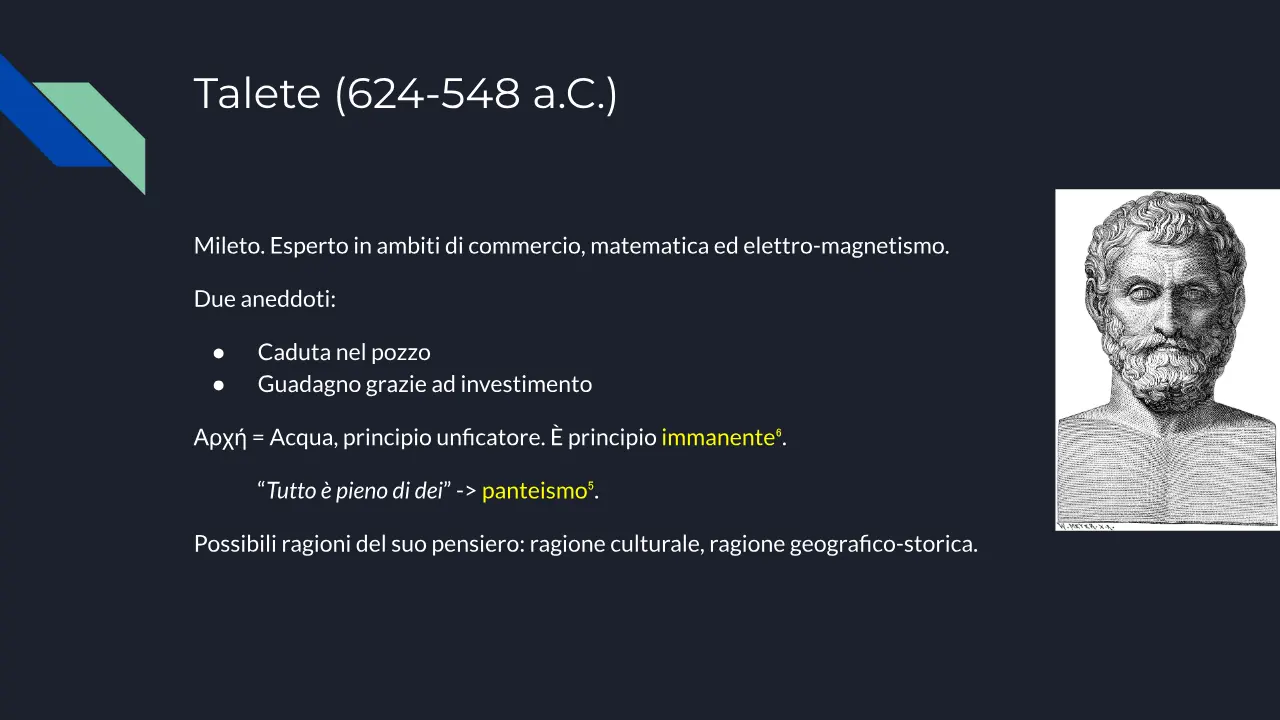 Talete (624-548 a.C.)
Mileto. Esperto in ambiti di commercio, matematica ed elettro-magnetismo.
Due aneddoti:
● Caduta nel pozzo
● Guadagno grazie ad investimento
Αρχή = Acqua, principio unficatore. È principio immanente⁶.
“Tutto è pieno di dei” -> panteismo⁵.
Possibili ragioni del suo pensiero: ragione culturale, ragione geografico-storica.